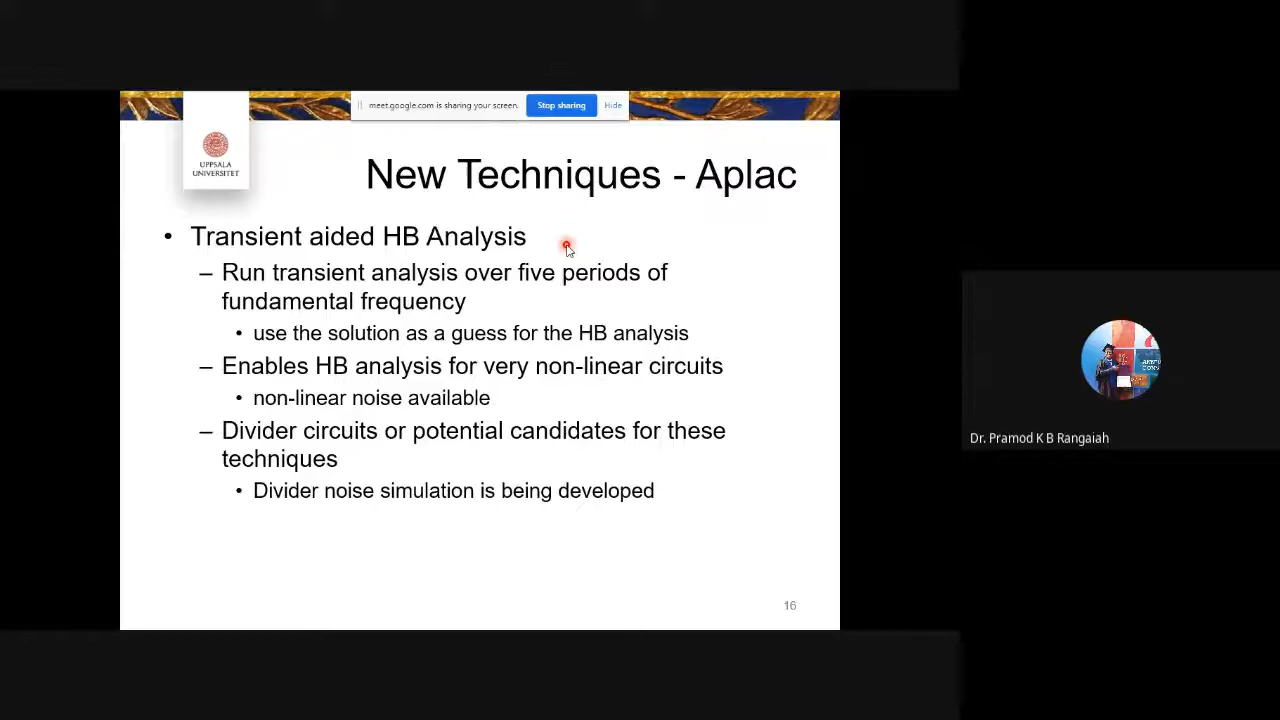 meet.google.com is sharing your screen.
Stop sharing
Hide
UPPSALA
UNIVERSITET
New Techniques - Aplac
• Transient aided HB Analysis
– Run transient analysis over five periods of
fundamental frequency
• use the solution as a guess for the HB analysis
– Enables HB analysis for very non-linear circuits
• non-linear noise available
– Divider circuits or potential candidates for these
techniques
• Divider noise simulation is being developed
16
Dr. Pramod K B Rangaiah